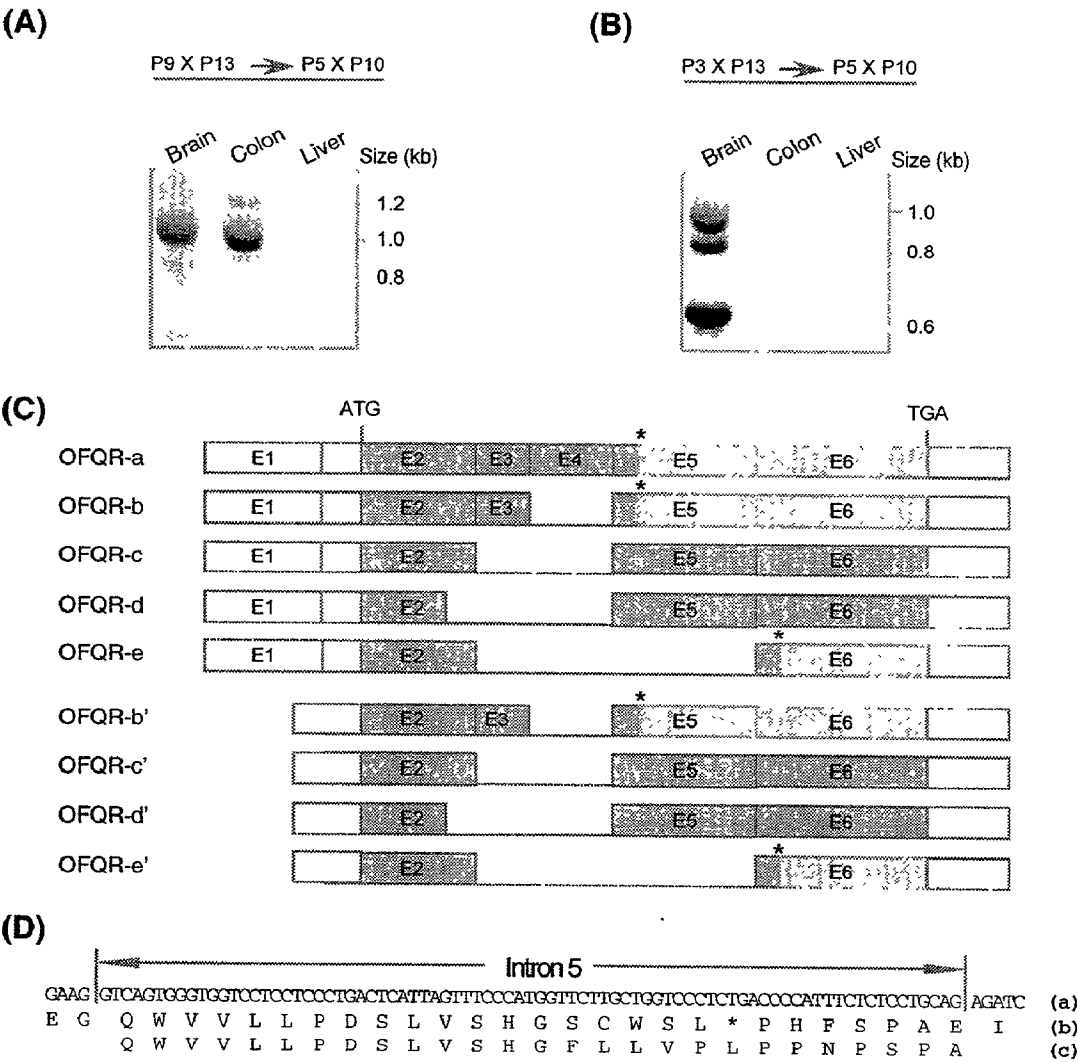 (A)
P9 X P13 → P5 X P10
Brain Colon Liver Size (kb)
1.2
1.0
0.8
(B)
P3 X P13 → P5 X P10
Brain Colon Liver Size (kb)
1.0
0.8
0.6
(C)
ATG TGA
*
OFQR-a E1 E2 E3 E4 E5 E6
*
OFQR-b E1 E2 E3 E5 E6
OFQR-c E1 E2 E5 E6
OFQR-d E1 E2 E5 E6
*
OFQR-e E1 E2 E6
*
OFQR-b' E2 E3 E5 E6
OFQR-c' E2 E5 E6
OFQR-d' E2 E5 E6
*
OFQR-e' E2 E6
(D)
Intron 5
GAAG GTCAGTGGGTGGTCCTCCTCCCTGACTCATTAGTTTCCCATGGTTCTTGCTGGTCCCTCTGACCCCATTTCTCTCCTGCAG AGATC (a)
E G Q W V V L L P D S L V S H G S C W S L * P H F S P A E I (b)
Q W V V L L P D S L V S H G F L L V P L P P N P S P A (c)